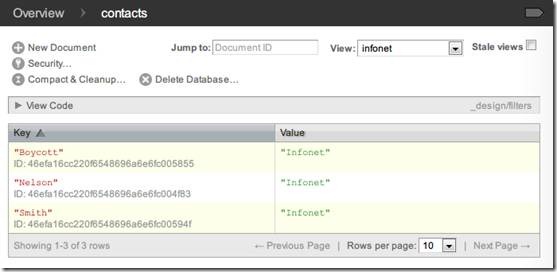 Overview contacts
New Document Jump to: Document ID View: infonet Stale views
Security...
Compact & Cleanup... Delete Database...
View Code _design/filters
Key Value
"Boycott" "Infonet"
ID: 46efa16cc220f6548696a6e6fc005855
"Nelson" "Infonet"
ID: 46efa16cc220f6548696a6e6fc004f83
"Smith" "Infonet"
ID: 46efa16cc220f6548696a6e6fc00594f
Showing 1-3 of 3 rows ← Previous Page | Rows per page: 10 | Next Page →